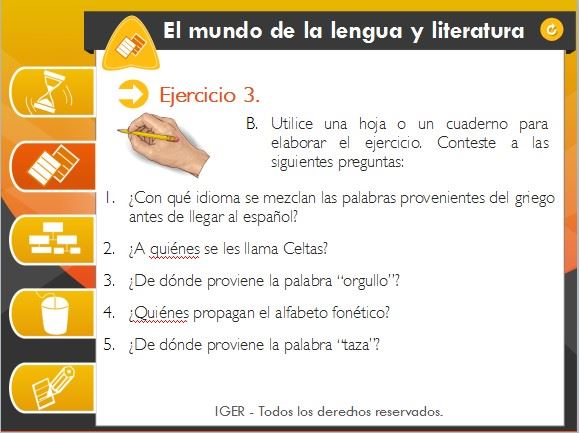 El mundo de la lengua y literatura
Ejercicio 3.
B. Utilice una hoja o un cuaderno para
elaborar el ejercicio. Conteste a las
siguientes preguntas:
1. ¿Con qué idioma se mezclan las palabras provenientes del griego
antes de llegar al español?
2. ¿A quiénes se les llama Celtas?
3. ¿De dónde proviene la palabra “orgullo”?
4. ¿Quiénes propagan el alfabeto fonético?
5. ¿De dónde proviene la palabra “taza”?
IGER - Todos los derechos reservados.